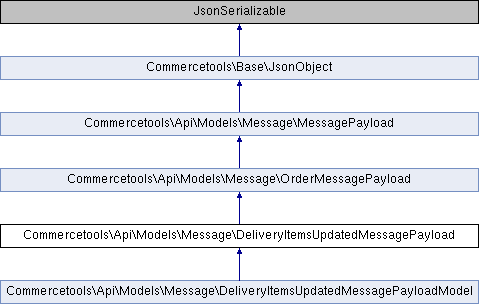 JsonSerializable
Commercetools\Base\JsonObject
Commercetools\Api\Models\Message\MessagePayload
Commercetools\Api\Models\Message\OrderMessagePayload
Commercetools\Api\Models\Message\DeliveryItemsUpdatedMessagePayload
Commercetools\Api\Models\Message\DeliveryItemsUpdatedMessagePayloadModel